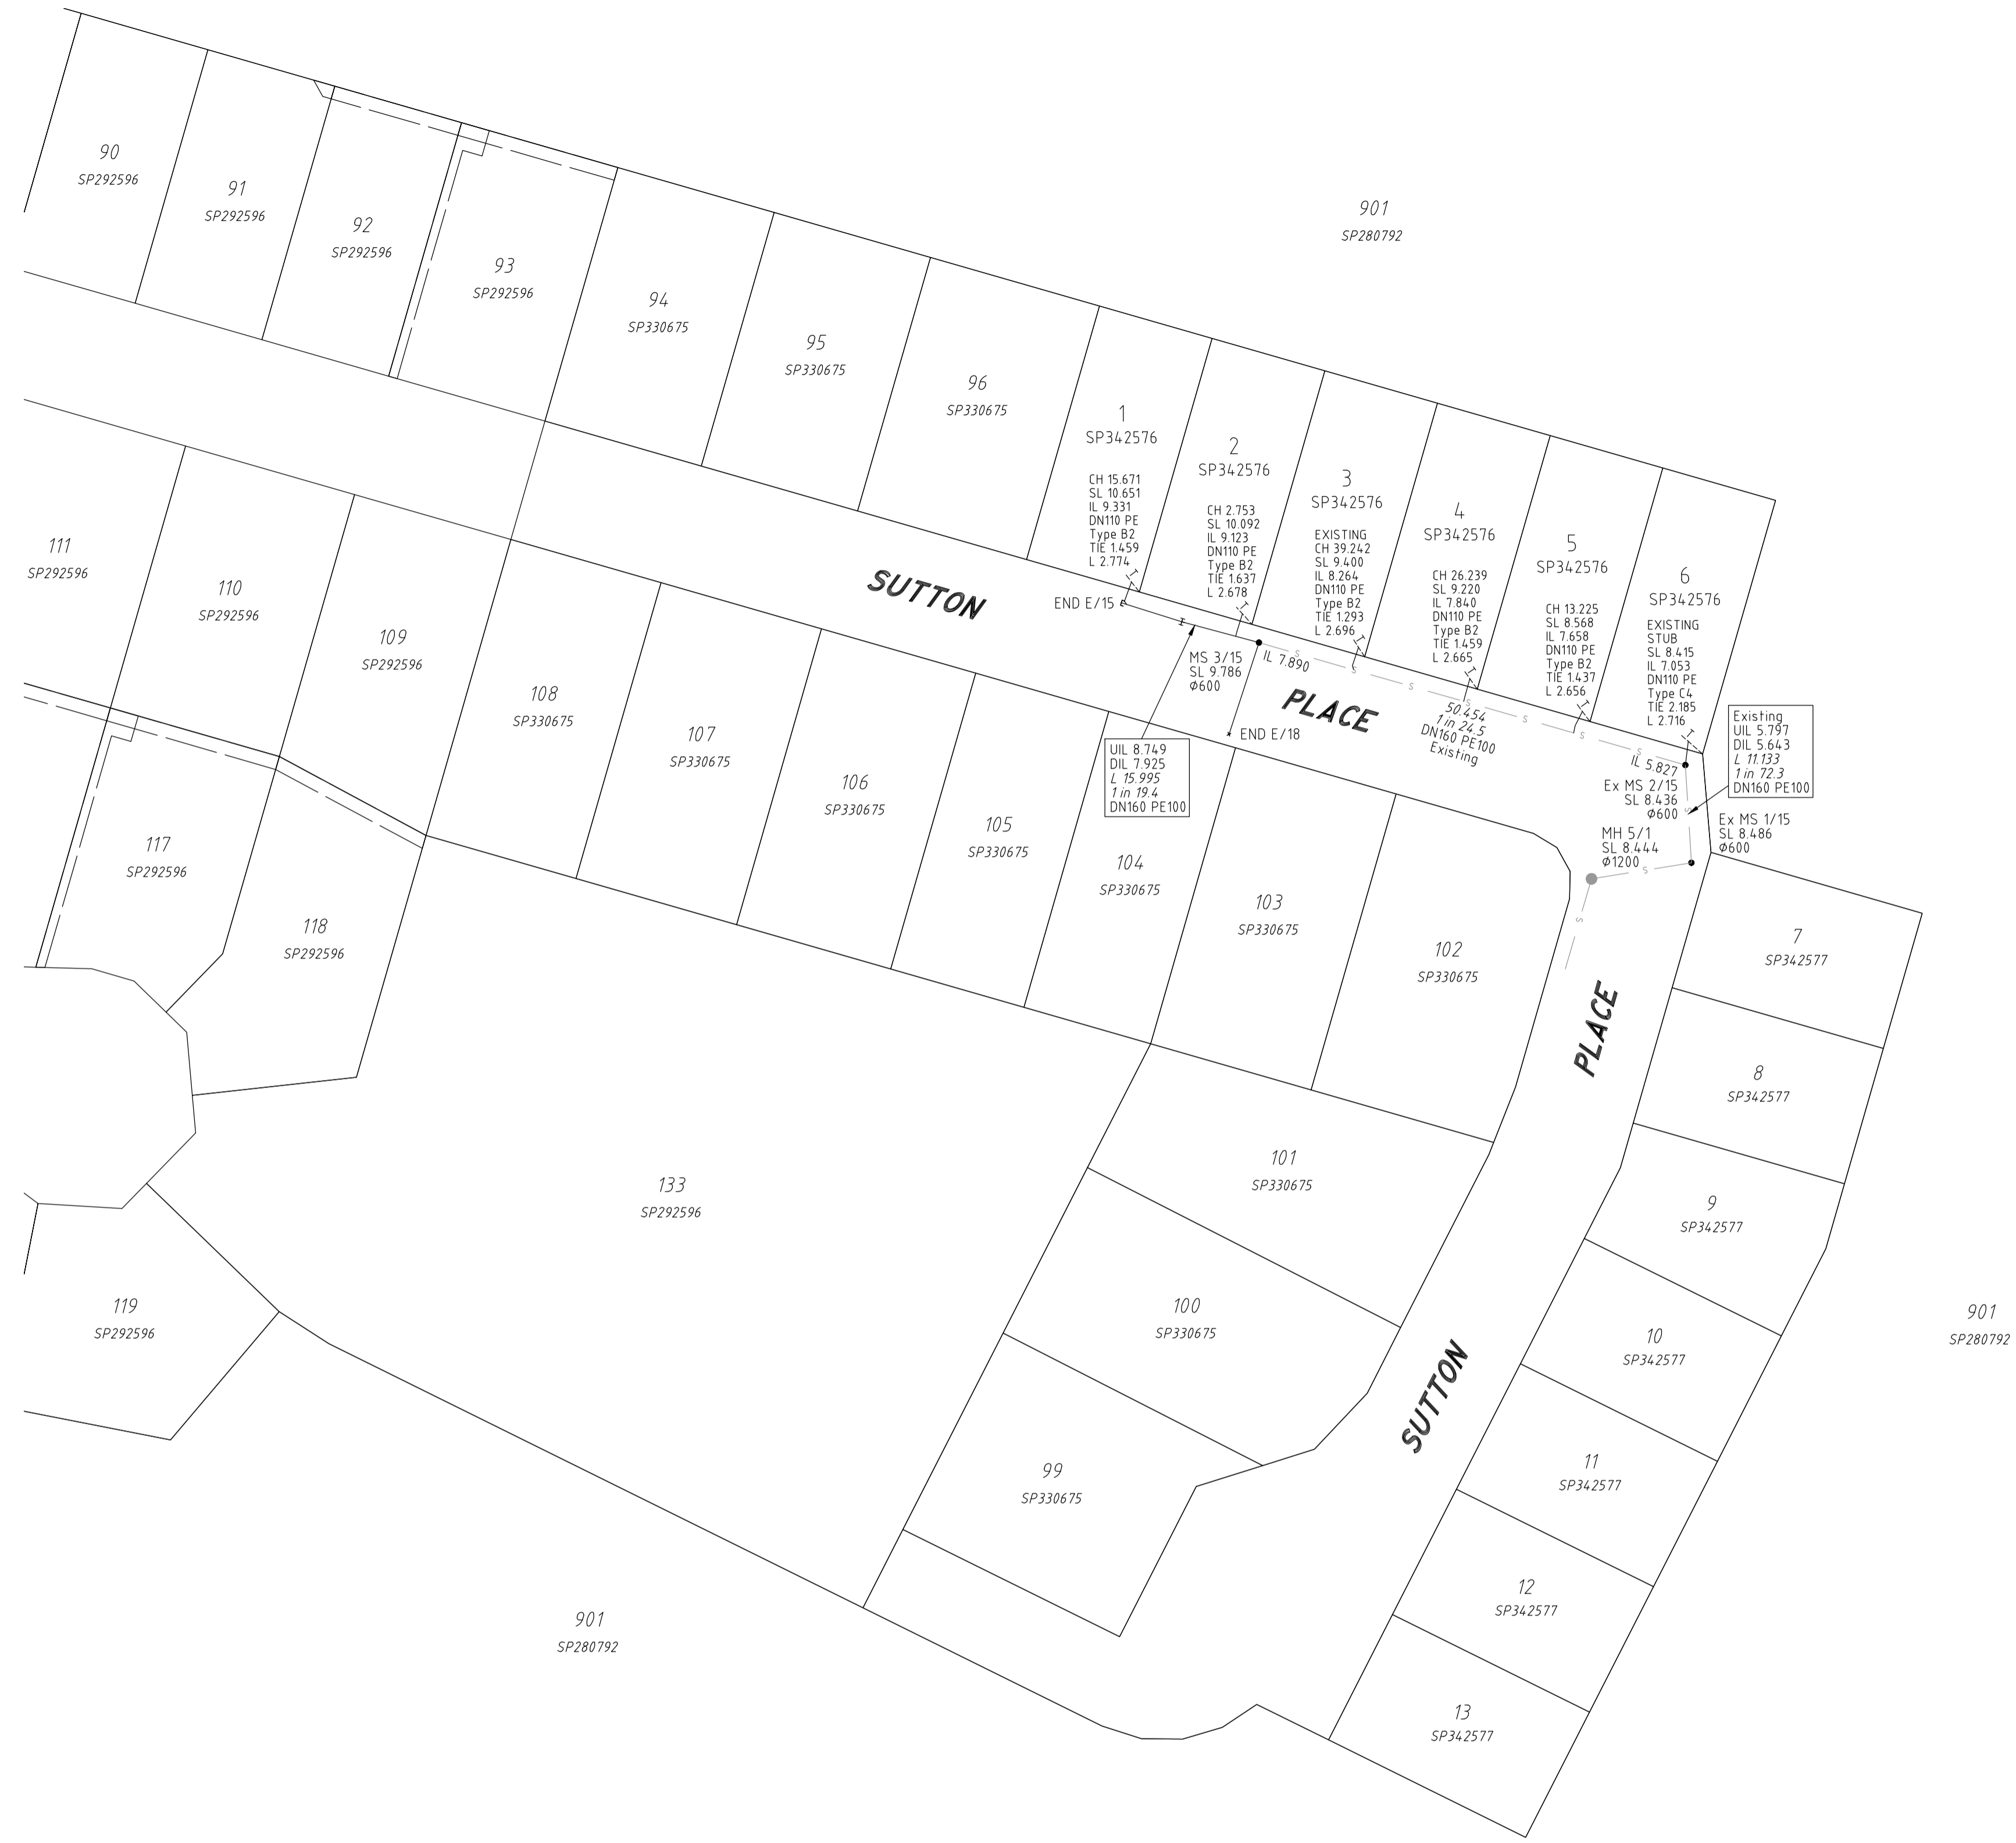 90
SP292596
91
SP292596
92
SP292596
93
SP292596
94
SP330675
95
SP330675
96
SP330675
901
SP280792
1
SP342576
CH 15.671
SL 10.651
IL 9.331
DN110 PE
Type B2
TIE 1.459
L 2.774
2
SP342576
CH 2.753
SL 10.092
IL 9.123
DN110 PE
Type B2
TIE 1.637
L 2.678
3
SP342576
EXISTING
CH 39.242
SL 9.400
IL 8.264
DN110 PE
Type B2
TIE 1.293
L 2.696
4
SP342576
CH 26.239
SL 9.220
IL 7.840
DN110 PE
Type B2
TIE 1.459
L 2.665
5
SP342576
CH 13.225
SL 8.568
IL 7.658
DN110 PE
Type B2
TIE 1.437
L 2.656
6
SP342576
EXISTING
STUB
SL 8.415
IL 7.053
DN110 PE
Type C4
TIE 2.185
L 2.716
SUTTON
PLACE
END E/15
E
MS 3/15
SL 9.786
φ600
IL 7.890
END E/18
UIL 8.749
DIL 7.925
L 15.995
1 in 19.4
DN160 PE100
S
S
S
S
S
S
S
50.454
1 in 24.5
DN160 PE100
Existing
IL 5.827
Existing
UIL 5.797
DIL 5.643
L 11.133
1 in 72.3
DN160 PE100
Ex MS 2/15
SL 8.436
φ600
S
Ex MS 1/15
SL 8.486
φ600
MH 5/1
SL 8.444
φ1200
S
S
111
SP292596
110
SP292596
109
SP292596
108
SP330675
107
SP330675
106
SP330675
105
SP330675
104
SP330675
103
SP330675
102
SP330675
117
SP292596
118
SP292596
133
SP292596
119
SP292596
101
SP330675
100
SP330675
99
SP330675
PLACE
SUTTON
7
SP342577
8
SP342577
9
SP342577
10
SP342577
11
SP342577
12
SP342577
13
SP342577
901
SP280792
901
SP280792